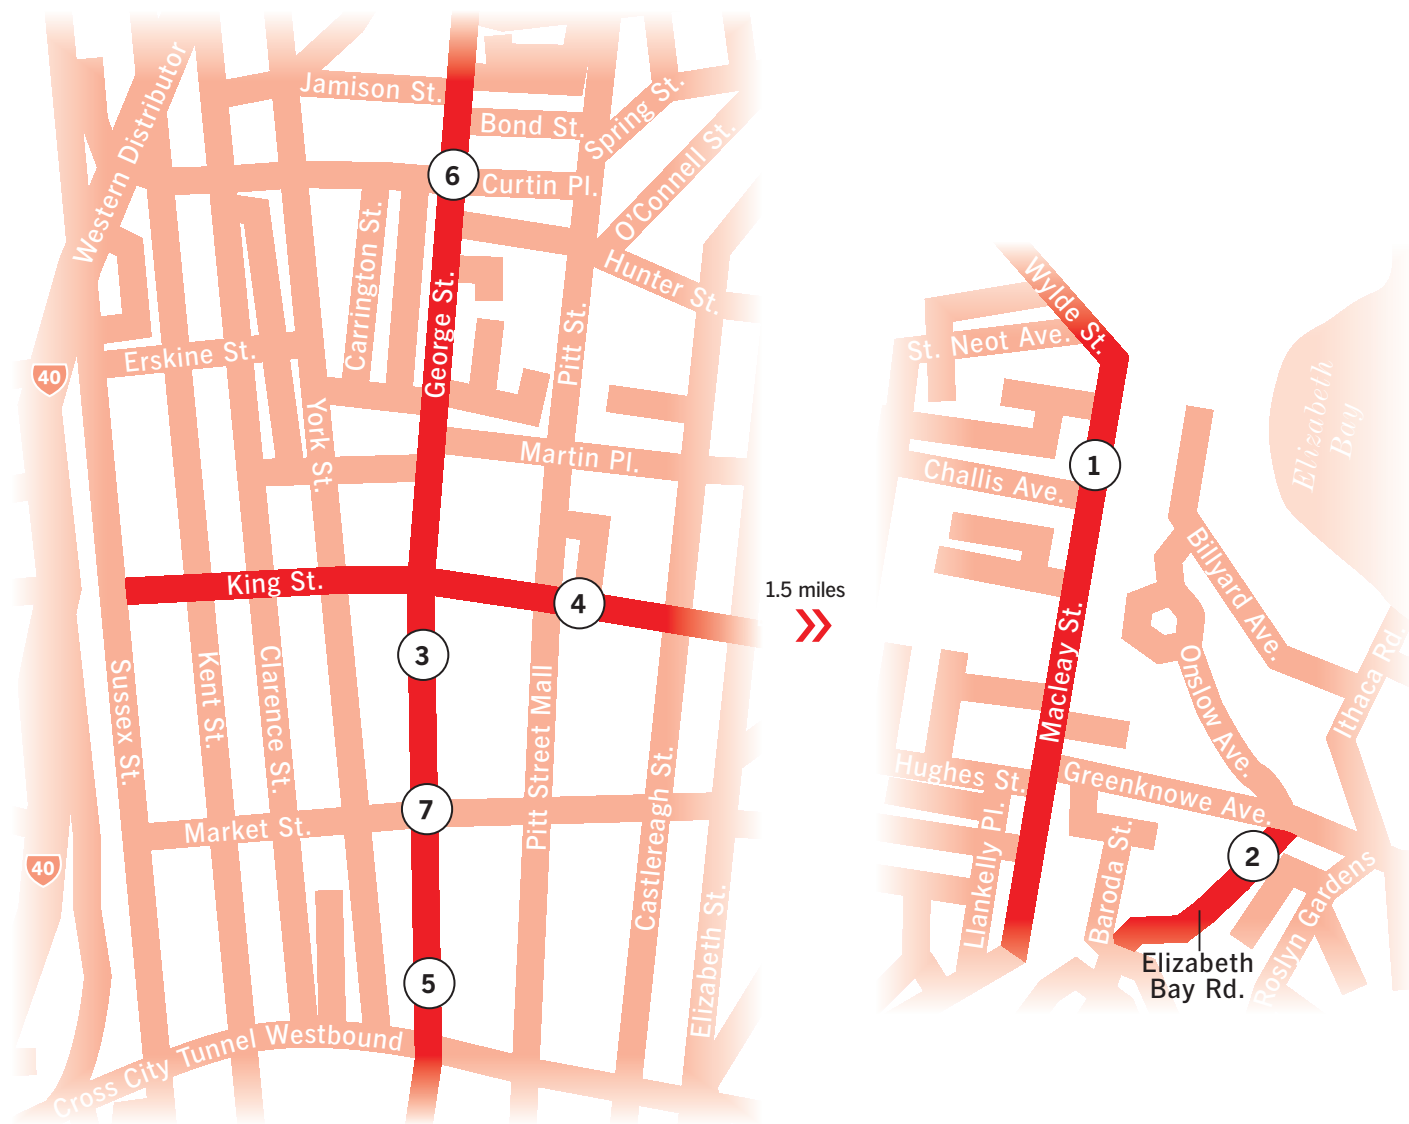 Jamison St.
Bond St.
Spring St.
Western Distributor
6
Curtin Pl.
O'Connell St.
Carrington St.
George St.
Hunter St.
Pitt St.
Erskine St.
40
York St.
Martin Pl.
King St.
4
3
Sussex St.
Kent St.
Clarence St.
Pitt Street Mall
Castlereagh St.
7
Market St.
40
Elizabeth St.
5
Cross City Tunnel Westbound
1.5 miles
Wylde St.
St. Neot Ave.
Elizabeth
Bay
1
Challis Ave.
Billyard Ave.
Macleay St.
Onslow Ave.
Ithaca Rd.
Hughes St.
Greenknowe Ave.
Llankelly Pl.
Baroda St.
2
Roslyn Gardens
Elizabeth
Bay Rd.